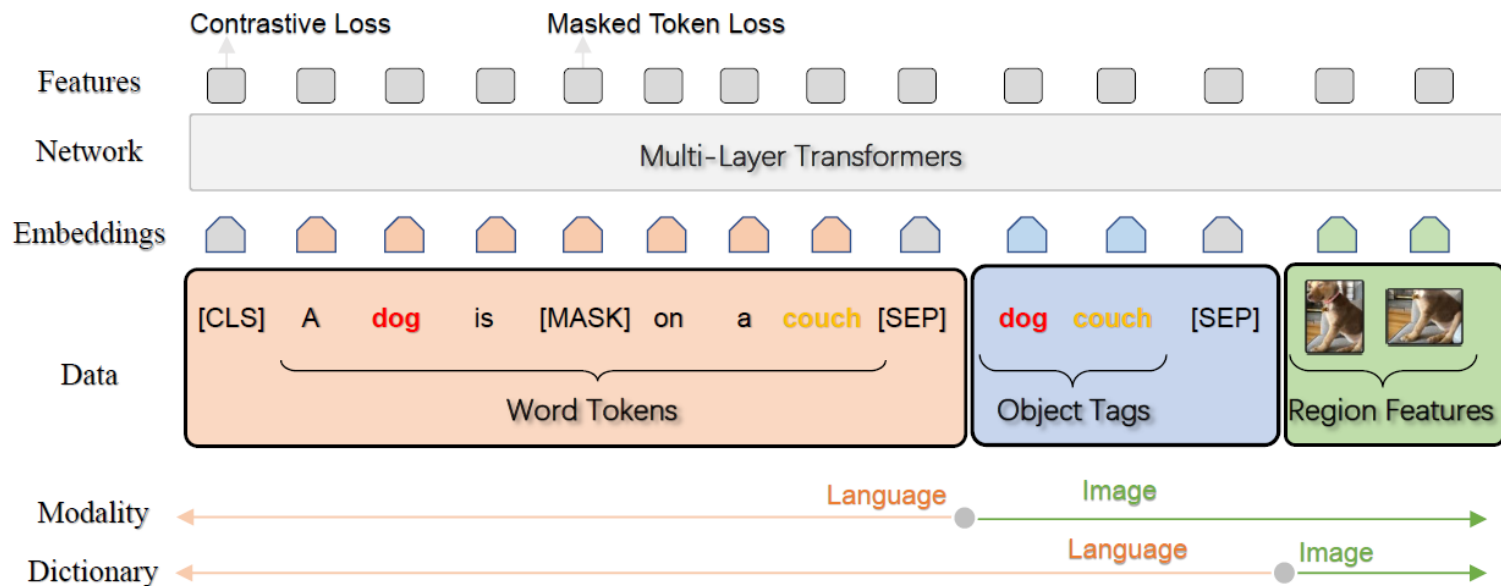 Contrastive Loss Masked Token Loss
Features
Network Multi-Layer Transformers
Embeddings
[CLS] A dog is [MASK] on a couch [SEP] dog couch [SEP]
Data
Word Tokens Object Tags Region Features
Modality Language Image
Dictionary Language Image